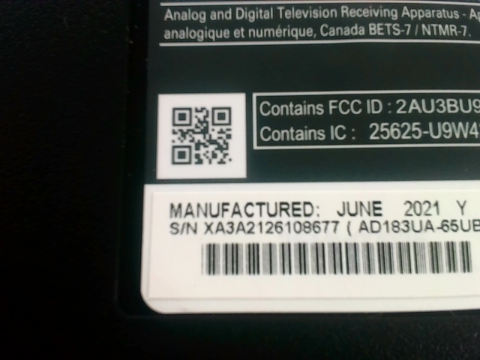 Analog and Digital Television Receiving Apparatus - Ap
analogique et numérique, Canada BETS-7 / NTMR-7.
Contains FCC ID : 2AU3BU9
Contains IC : 25625-U9W4
MANUFACTURED: JUNE 2021 Y
S/N XA3A2126108677 ( AD183UA-65UB